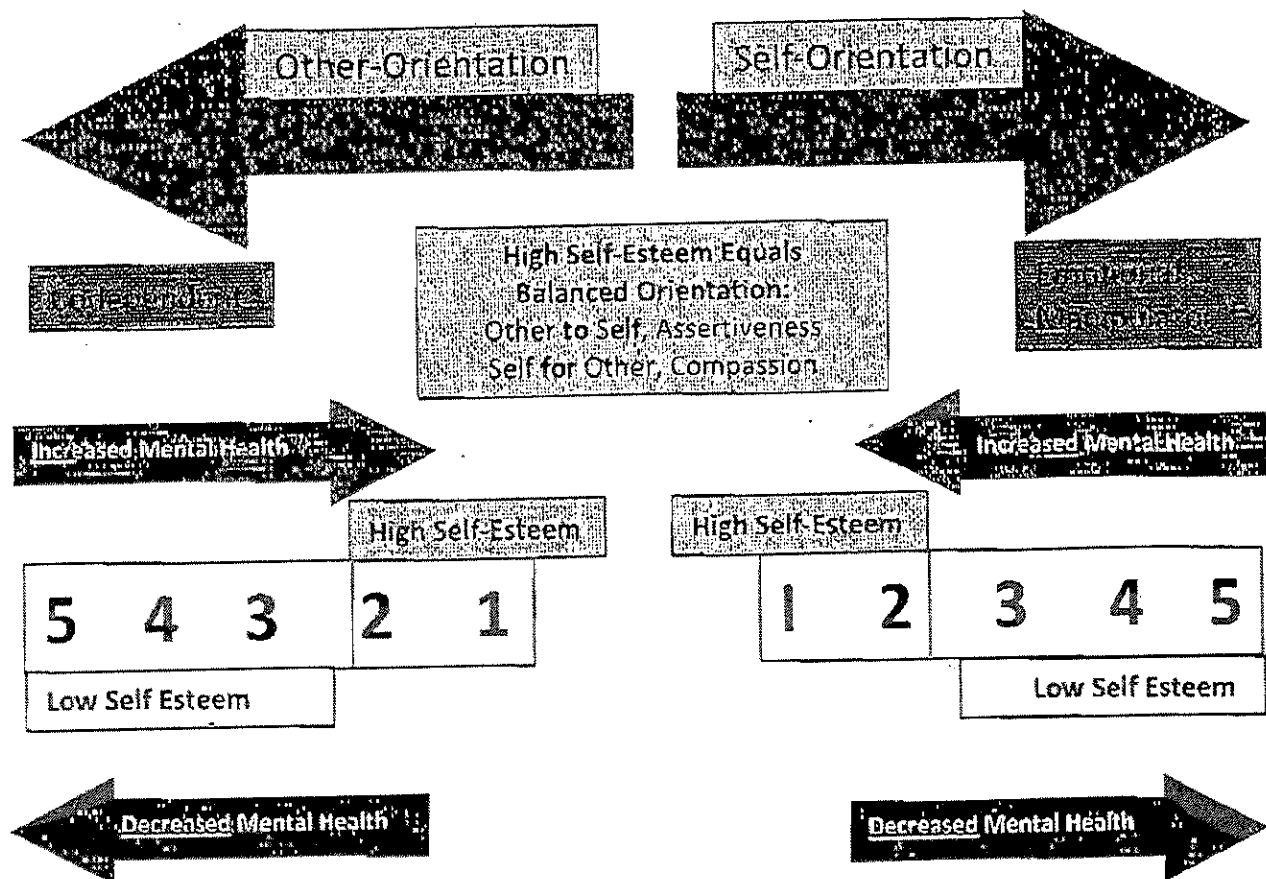 Other-Orientation
Self-Orientation
High Self-Esteem Equals
Balanced Orientation:
Other to Self, Assertiveness
Self for Other, Compassion
Codependent
Emotional
Increased Mental Health
Increased Mental Health
High Self-Esteem
High Self-Esteem
5 4 3 2 1
1 2 3 4 5
Low Self Esteem
Low Self Esteem
Decreased Mental Health
Decreased Mental Health